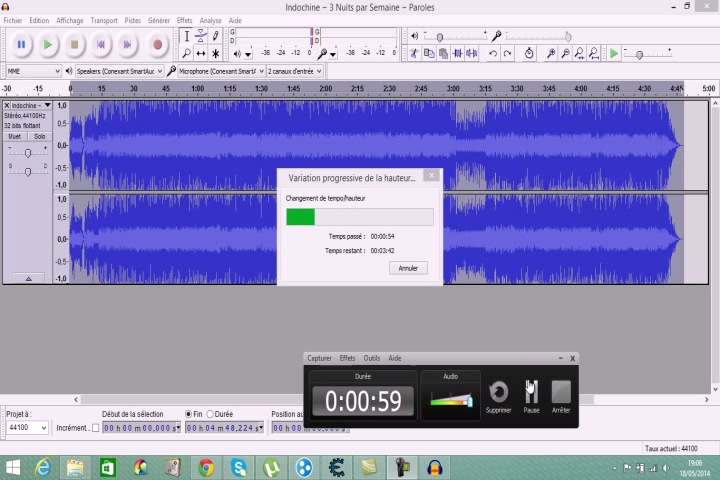 Indochine – 3 Nuits par Semaine – Paroles
Fichier Edition Affichage Transport Pistes Générer Effets Analyse Aide
G
D
-36 -24 -12 0
G
D
-36 -24 -12 0
MME
Speakers (Conexant SmartAuc
Microphone (Conexant SmartA
2 canaux d'entrée
-30 -15 0 15 30 45 1:00 1:15 1:30 1:45 2:00 2:15 2:30 2:45 3:00 3:15 3:30 3:45 4:00 4:15 4:30 4:45 5:00
Indochine –
Stéréo,44100Hz
32 bits flottant
Muet Solo
- +
G D
1,0
0,5
0,0
-0,5
-1,0
1,0
0,5
0,0
-0,5
-1,0
Variation progressive de la hauteur...
Changement de tempo/hauteur
Temps passé : 00:00:54
Temps restant : 00:03:42
Annuler
Capturer Effets Outils Aide
Durée
0:00:59
Audio
Supprimer
Pause
Arrêter
Projet à :
44100
Incrément..
Début de la sélection
00 h 00 m 00,000 s
Fin Durée
00 h 04 m 48,224 s
Position au
00 h 00 m 00,000 s
Taux actuel : 44100
19:06
18/05/2014